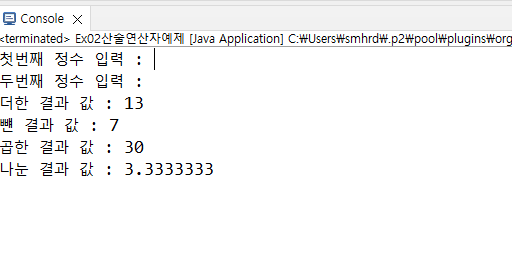 Console
<terminated> Ex02산술연산자예제 [Java Application] C:₩Users₩smhrd₩.p2₩pool₩plugins₩org
첫번째 정수 입력 :
두번째 정수 입력 :
더한 결과 값 : 13
뺀 결과 값 : 7
곱한 결과 값 : 30
나눈 결과 값 : 3.3333333